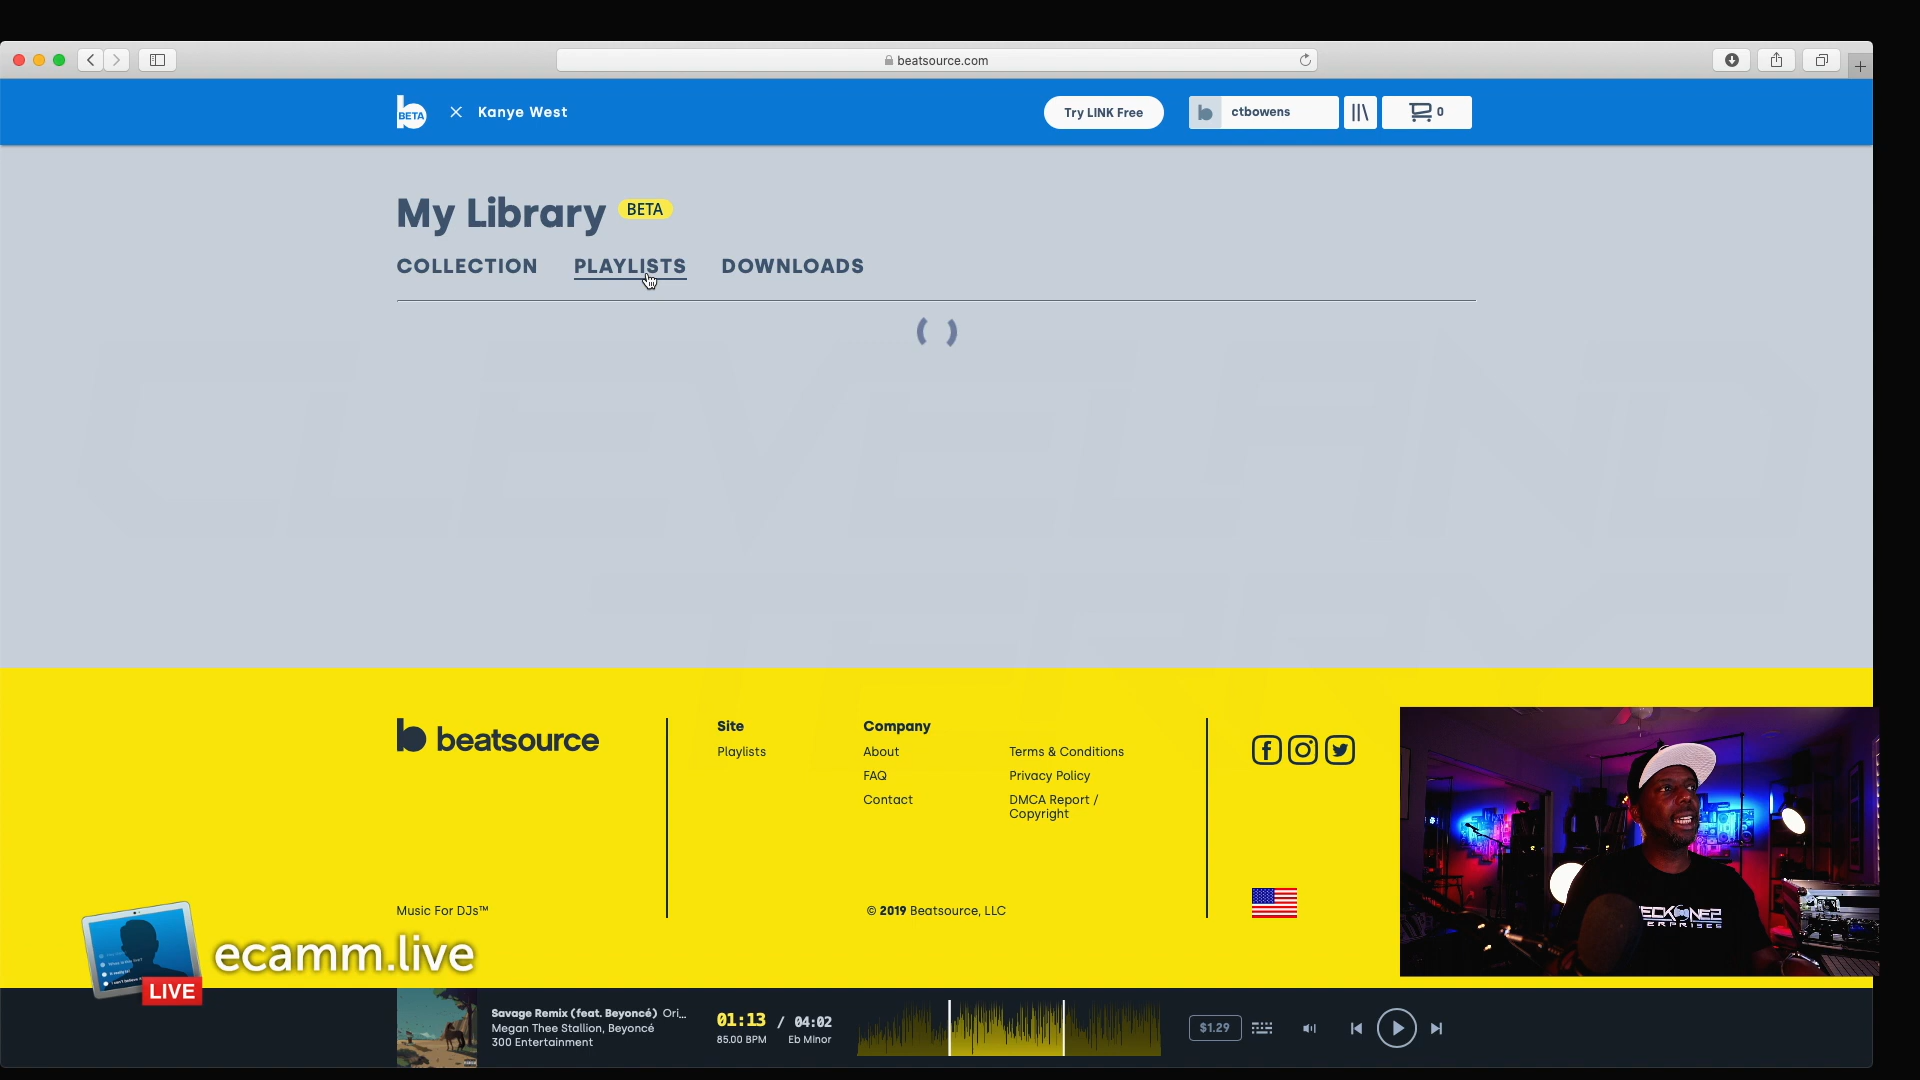 beatsource.com
BETA
Kanye West
Try LINK Free
ctbowens
0
My Library BETA
COLLECTION PLAYLISTS DOWNLOADS
beatsource
Site
Playlists
Company
About
FAQ
Contact
Terms & Conditions
Privacy Policy
DMCA Report /
Copyright
Music For DJs™
© 2019 Beatsource, LLC
ecamm.live
LIVE
ECKONEZ
ERPRISES
Savage Remix (feat. Beyoncé) Ori...
Megan Thee Stallion, Beyoncé
300 Entertainment
01:13 / 04:02
85.00 BPM Eb Minor
$1.29